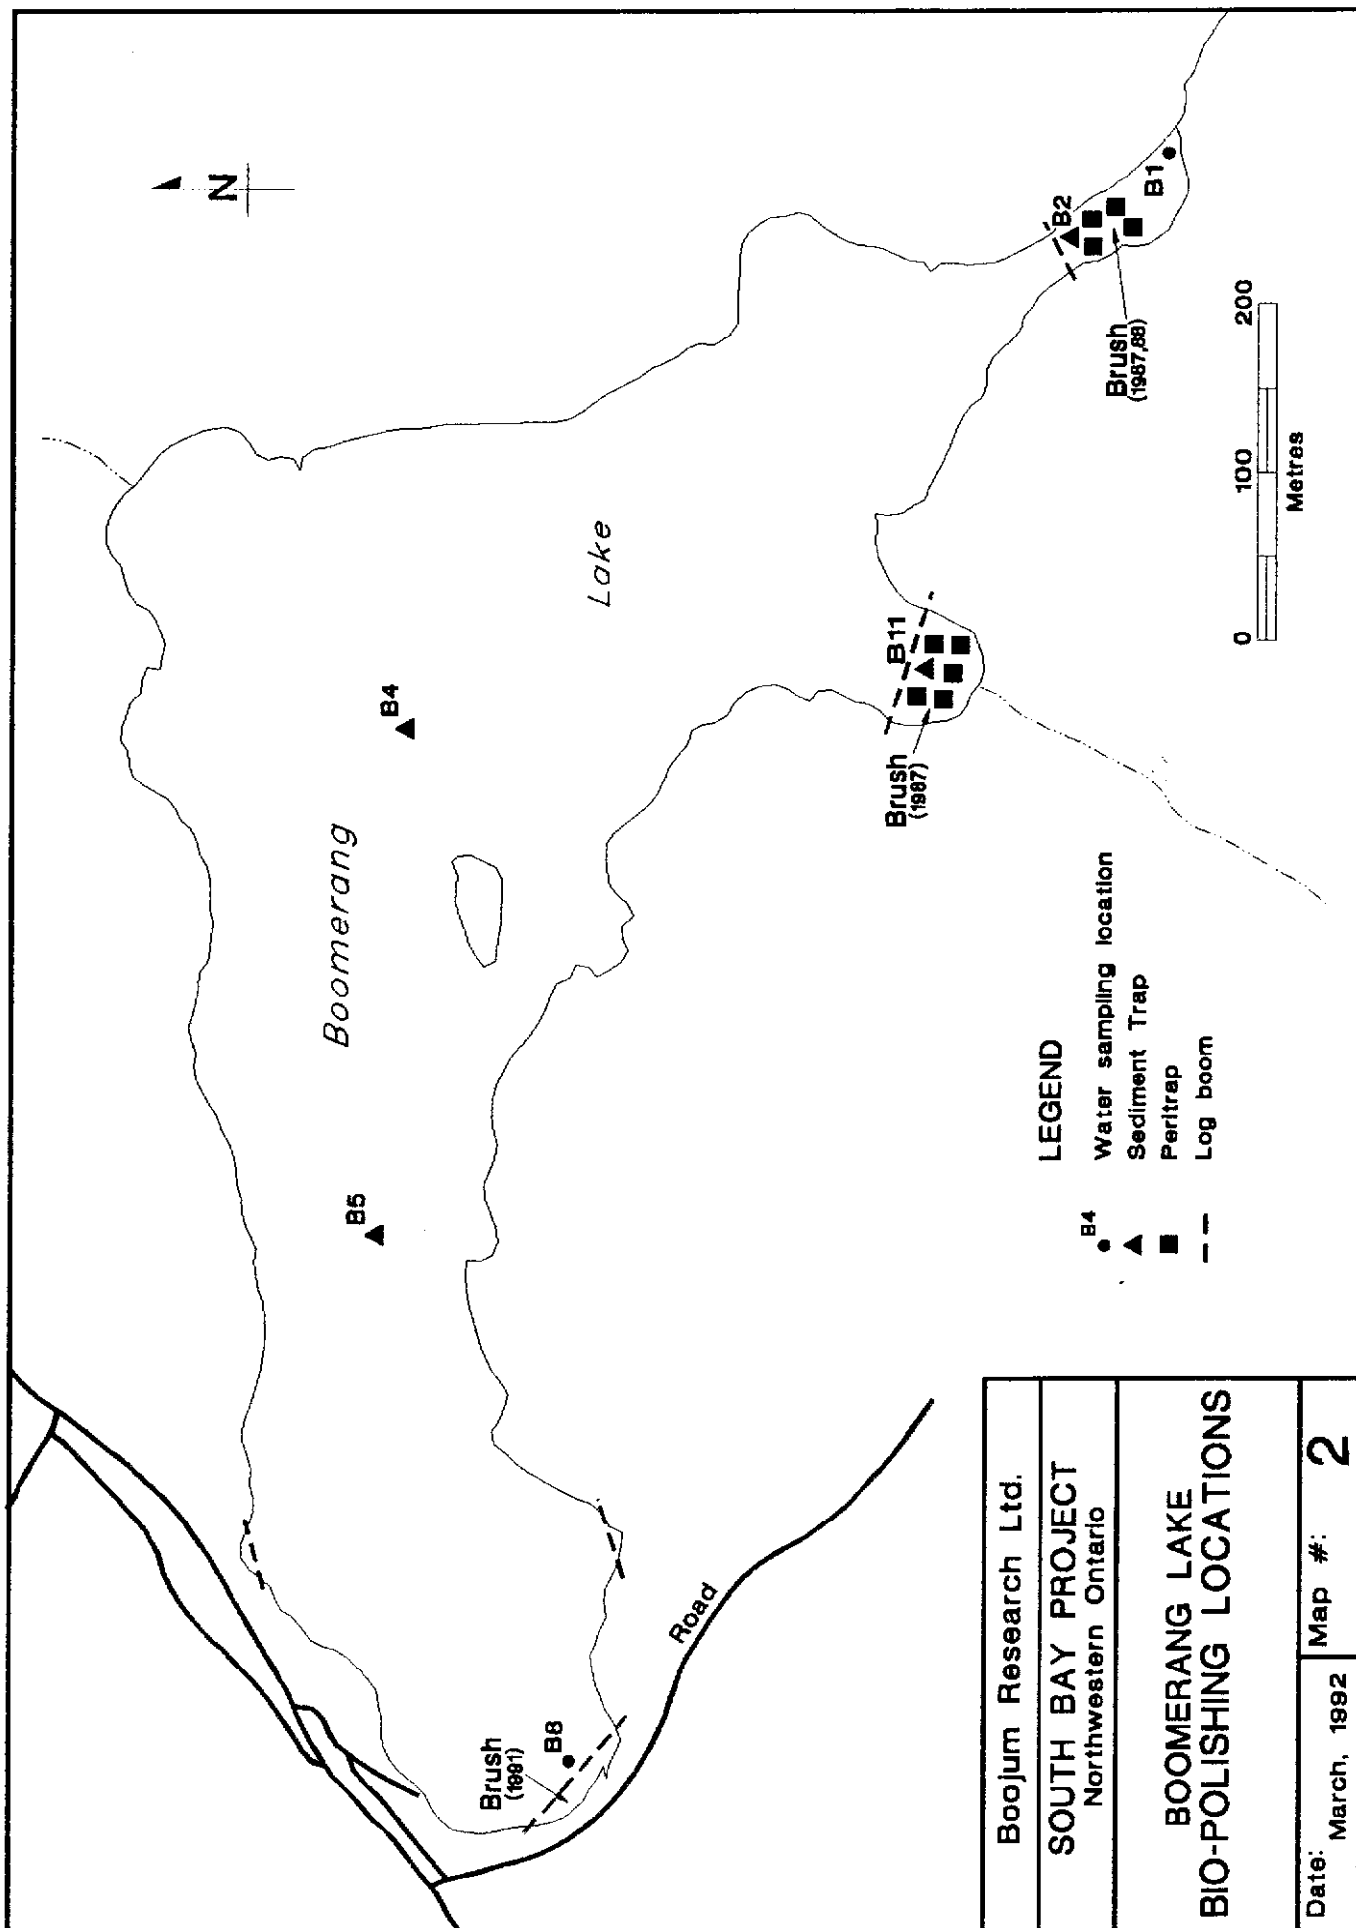 N
Boomerang
Lake
B4
B5
B2
B1
Brush
(1987,88)
B11
Brush
(1987)
Brush
(1991)
B8
Road
0 100 200
Metres
LEGEND
B4 Water sampling location
Sediment Trap
Peritrap
Log boom
Boojum Research Ltd.
SOUTH BAY PROJECT
Northwestern Ontario
BOOMERANG LAKE
BIO-POLISHING LOCATIONS
Date: March, 1992
Map #: 2